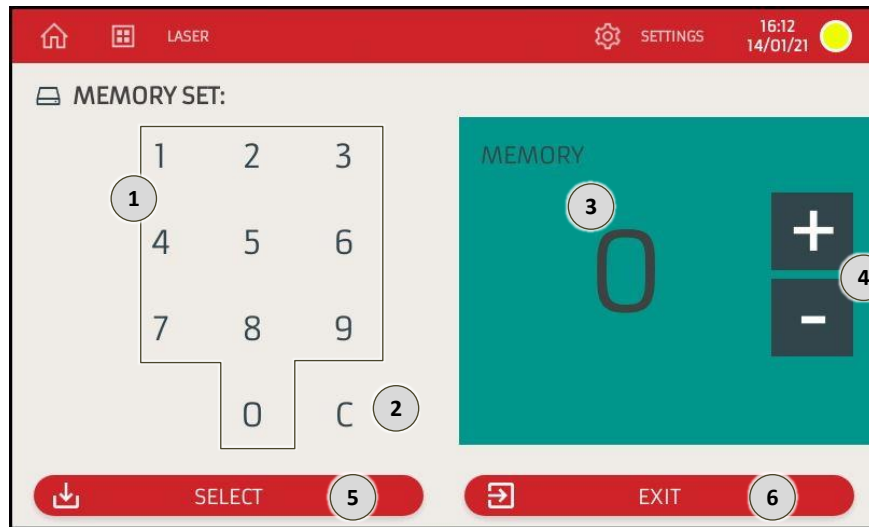 LASER
SETTINGS
16:12
14/01/21
MEMORY SET:
1 2 3
1
4 5 6
7 8 9
0 C
2
MEMORY
3
0
+
-
4
SELECT
5
EXIT
6